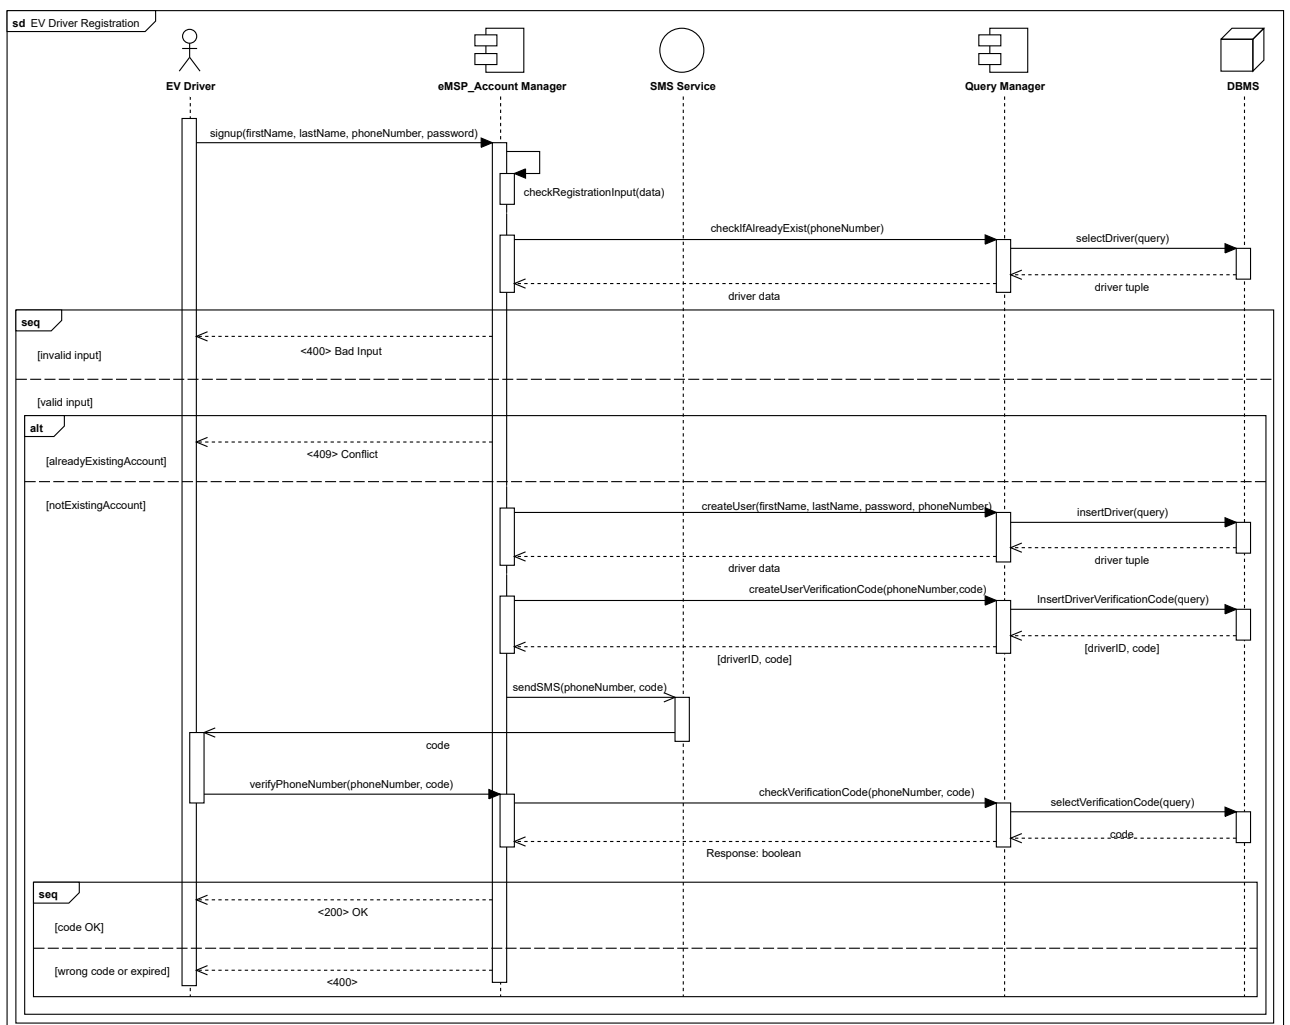 sd EV Driver Registration
EV Driver
eMSP_Account Manager
SMS Service
Query Manager
DBMS
signup(firstName, lastName, phoneNumber, password)
checkRegistrationInput(data)
checkIfAlreadyExist(phoneNumber)
selectDriver(query)
driver tuple
driver data
seq
<400> Bad Input
[invalid input]
[valid input]
alt
<409> Conflict
[alreadyExistingAccount]
[notExistingAccount]
createUser(firstName, lastName, password, phoneNumber)
insertDriver(query)
driver tuple
driver data
createUserVerificationCode(phoneNumber,code)
InsertDriverVerificationCode(query)
[driverID, code]
[driverID, code]
sendSMS(phoneNumber, code)
code
verifyPhoneNumber(phoneNumber, code)
checkVerificationCode(phoneNumber, code)
selectVerificationCode(query)
code
Response: boolean
seq
<200> OK
[code OK]
[wrong code or expired]
<400>